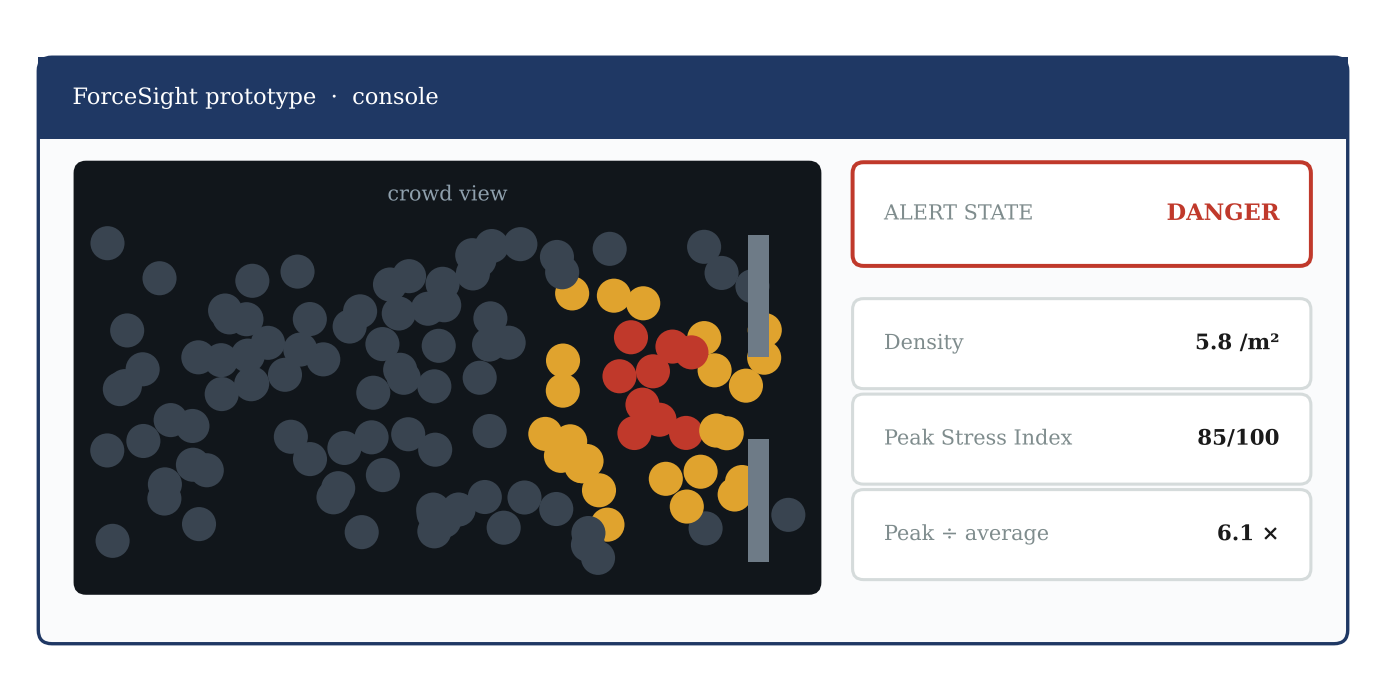 ForceSight prototype · console
crowd view
ALERT STATE DANGER
Density 5.8 /m²
Peak Stress Index 85/100
Peak ÷ average 6.1 ×